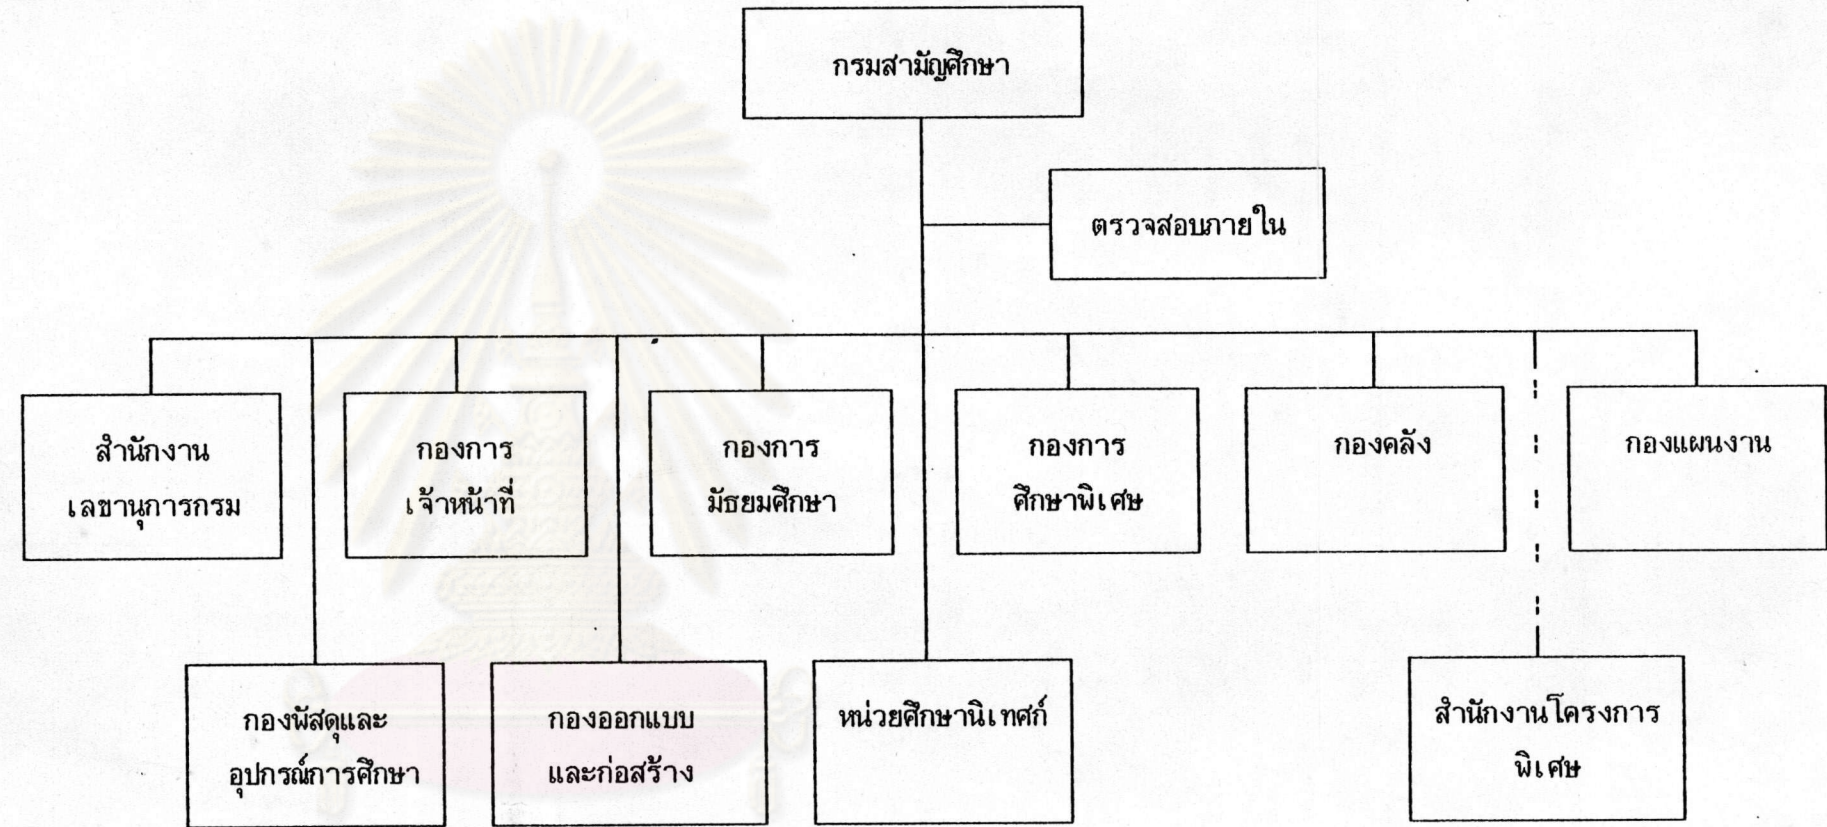 กรมสามัญศึกษา
ตรวจสอบภายใน
สำนักงาน
เลขานุการกรม
กองการ
เจ้าหน้าที่
กองการ
มัธยมศึกษา
กองการ
ศึกษาพิเศษ
กองคลัง
กองแผนงาน
กองพัสดุและ
อุปกรณ์การศึกษา
กองออกแบบ
และก่อสร้าง
หน่วยศึกษานิเทศก์
สำนักงานโครงการ
พิเศษ